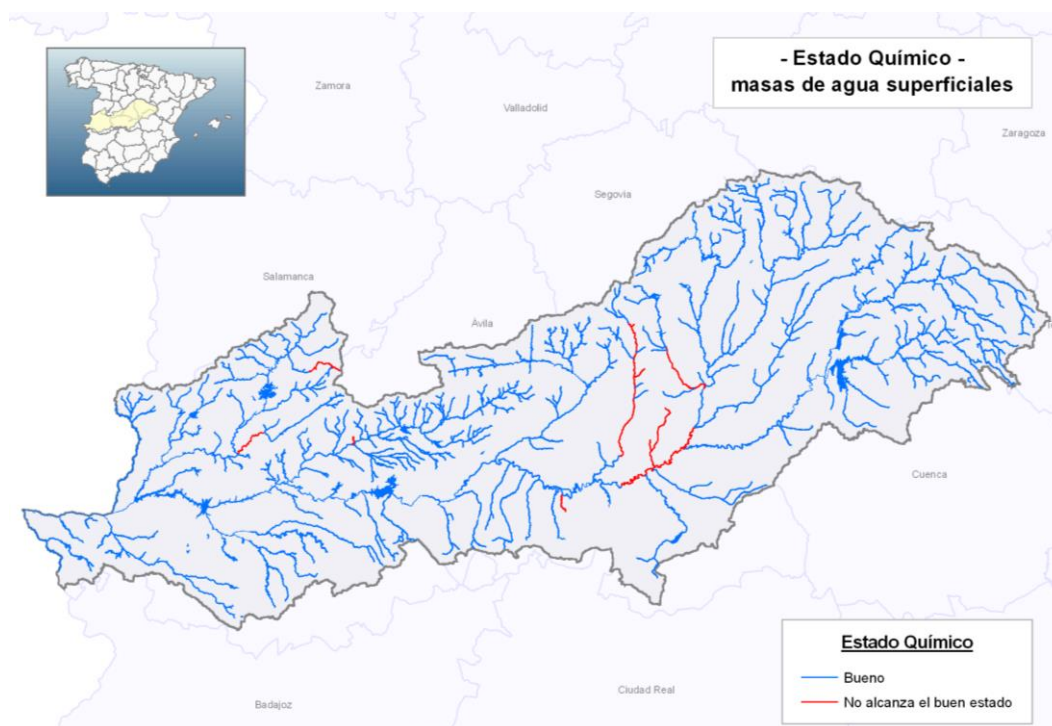 - Estado Químico -
masas de agua superficiales
Zamora
Valladolid
Zaragoza
Segovia
Salamanca
Ávila
Cuenca
Badajoz
Ciudad Real
Estado Químico
Bueno
No alcanza el buen estado